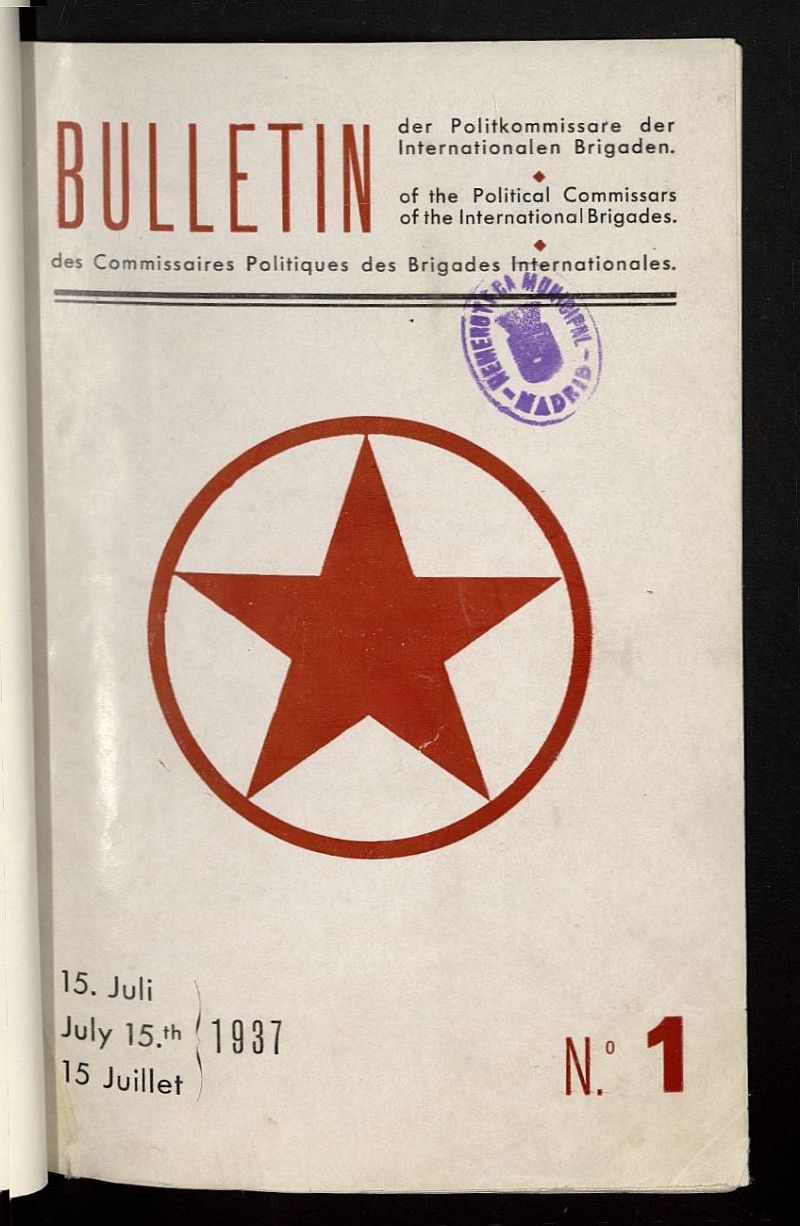 BULLETIN
der Politkommissare der
Internationalen Brigaden.
of the Political Commissars
of the International Brigades.
des Commissaires Politiques des Brigades Internationales.
HEMEROTECA MUNICIPAL - MADRID -
15. Juli
July 15.th
15 Juillet
1937
N.º 1